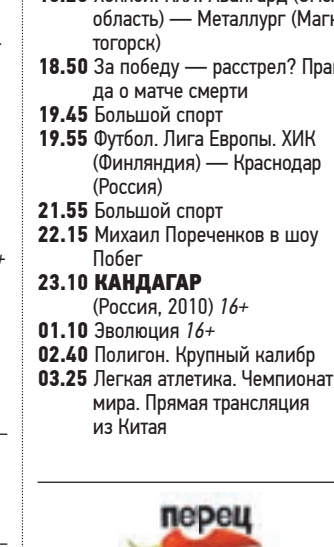 область) — Металлург (Магни-
тогорск)
18.50 За победу — расстрел? Прав-
да о матче смерти
19.45 Большой спорт
19.55 Футбол. Лига Европы. ХИК
(Финляндия) — Краснодар
(Россия)
21.55 Большой спорт
22.15 Михаил Пореченков в шоу
Побег
23.10 КАНДАГАР
(Россия, 2010) 16+
01.10 Эволюция 16+
02.40 Полигон. Крупный калибр
03.25 Легкая атлетика. Чемпионат
мира. Прямая трансляция
из Китая
перец